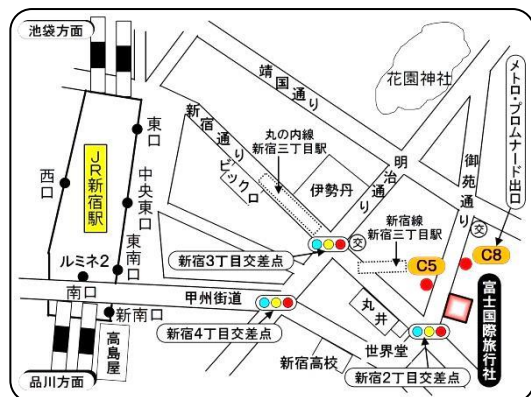 池袋方面
靖国通り
花園神社
メトロ・プロムナード出口
新宿通り
丸の内線
新宿三丁目駅
ビックロ
伊勢丹
明治通り
御苑通り
東口
JR新宿駅
中央東口
西口
東南口
ルミネ2
南口
新南口
高島屋
品川方面
新宿3丁目交差点
交
新宿線
新宿三丁目駅
交
C5
C8
富士国際旅行社
甲州街道
新宿4丁目交差点
丸井
世界堂
新宿高校
新宿2丁目交差点